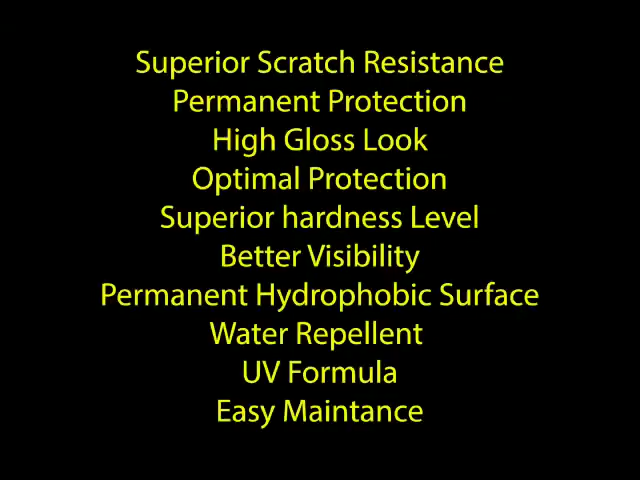 Superior Scratch Resistance
Permanent Protection
High Gloss Look
Optimal Protection
Superior hardness Level
Better Visibility
Permanent Hydrophobic Surface
Water Repellent
UV Formula
Easy Maintance